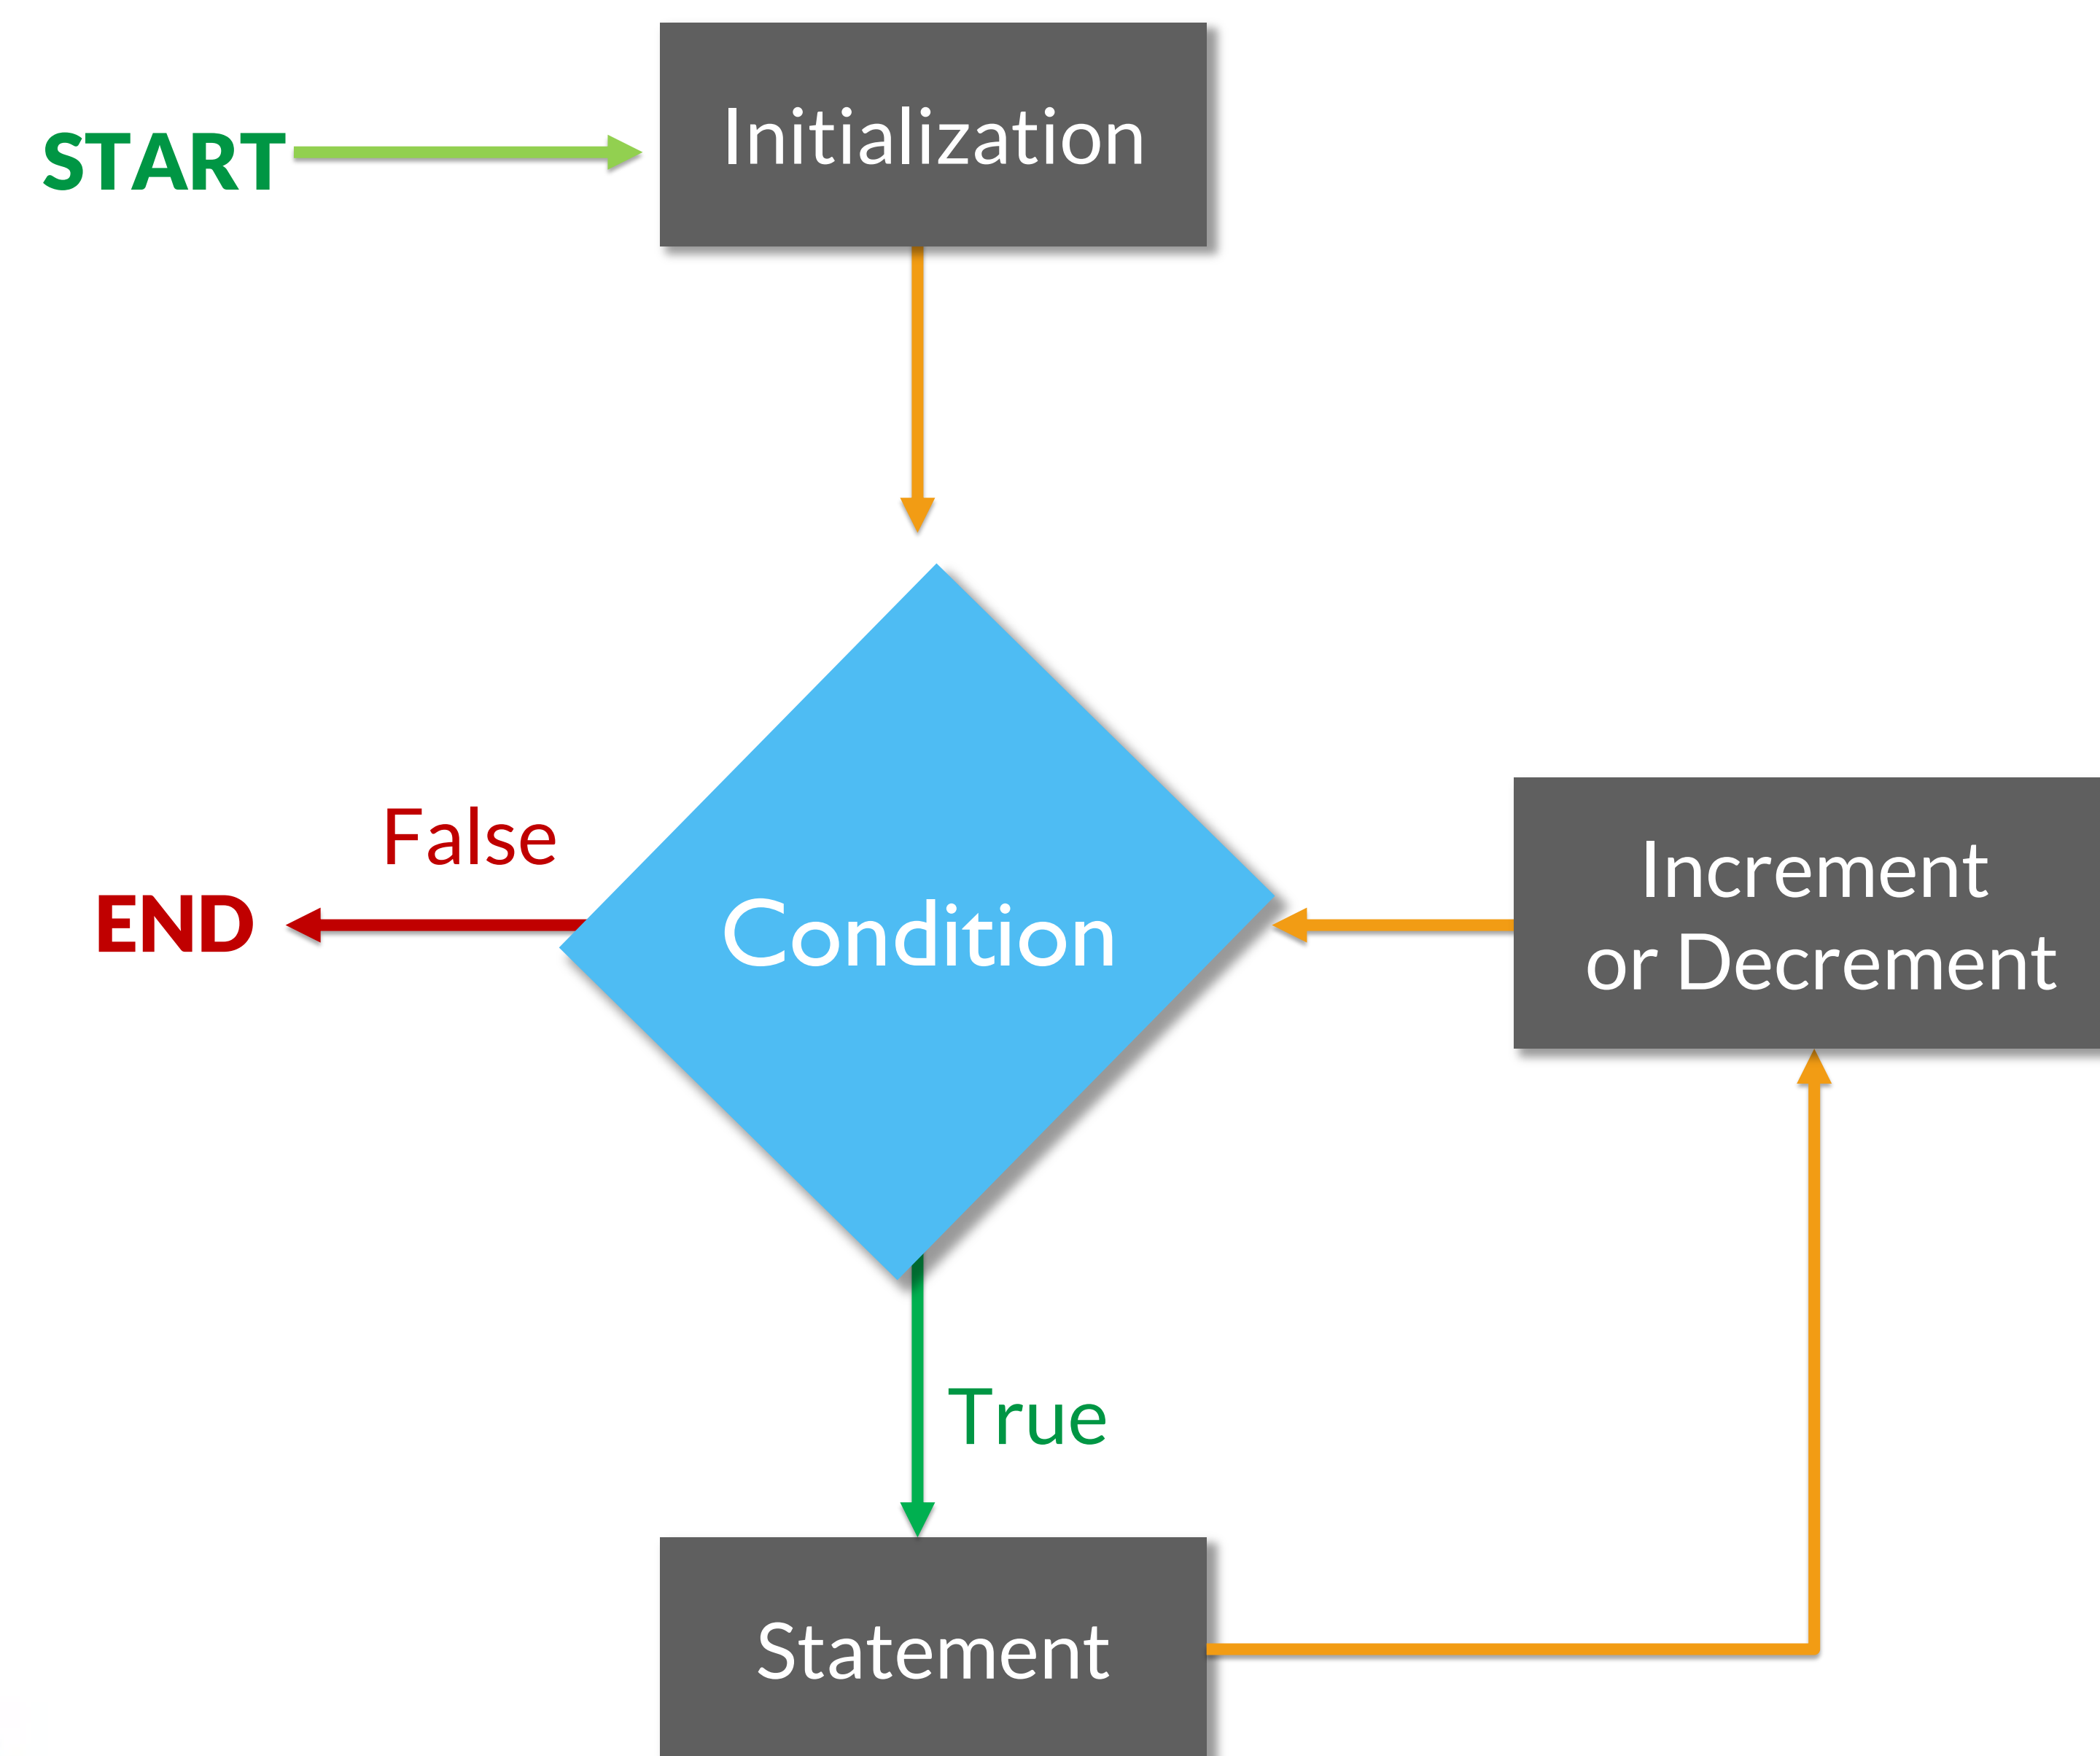 START
Initialization
False
END
Condition
Increment
or Decrement
True
Statement